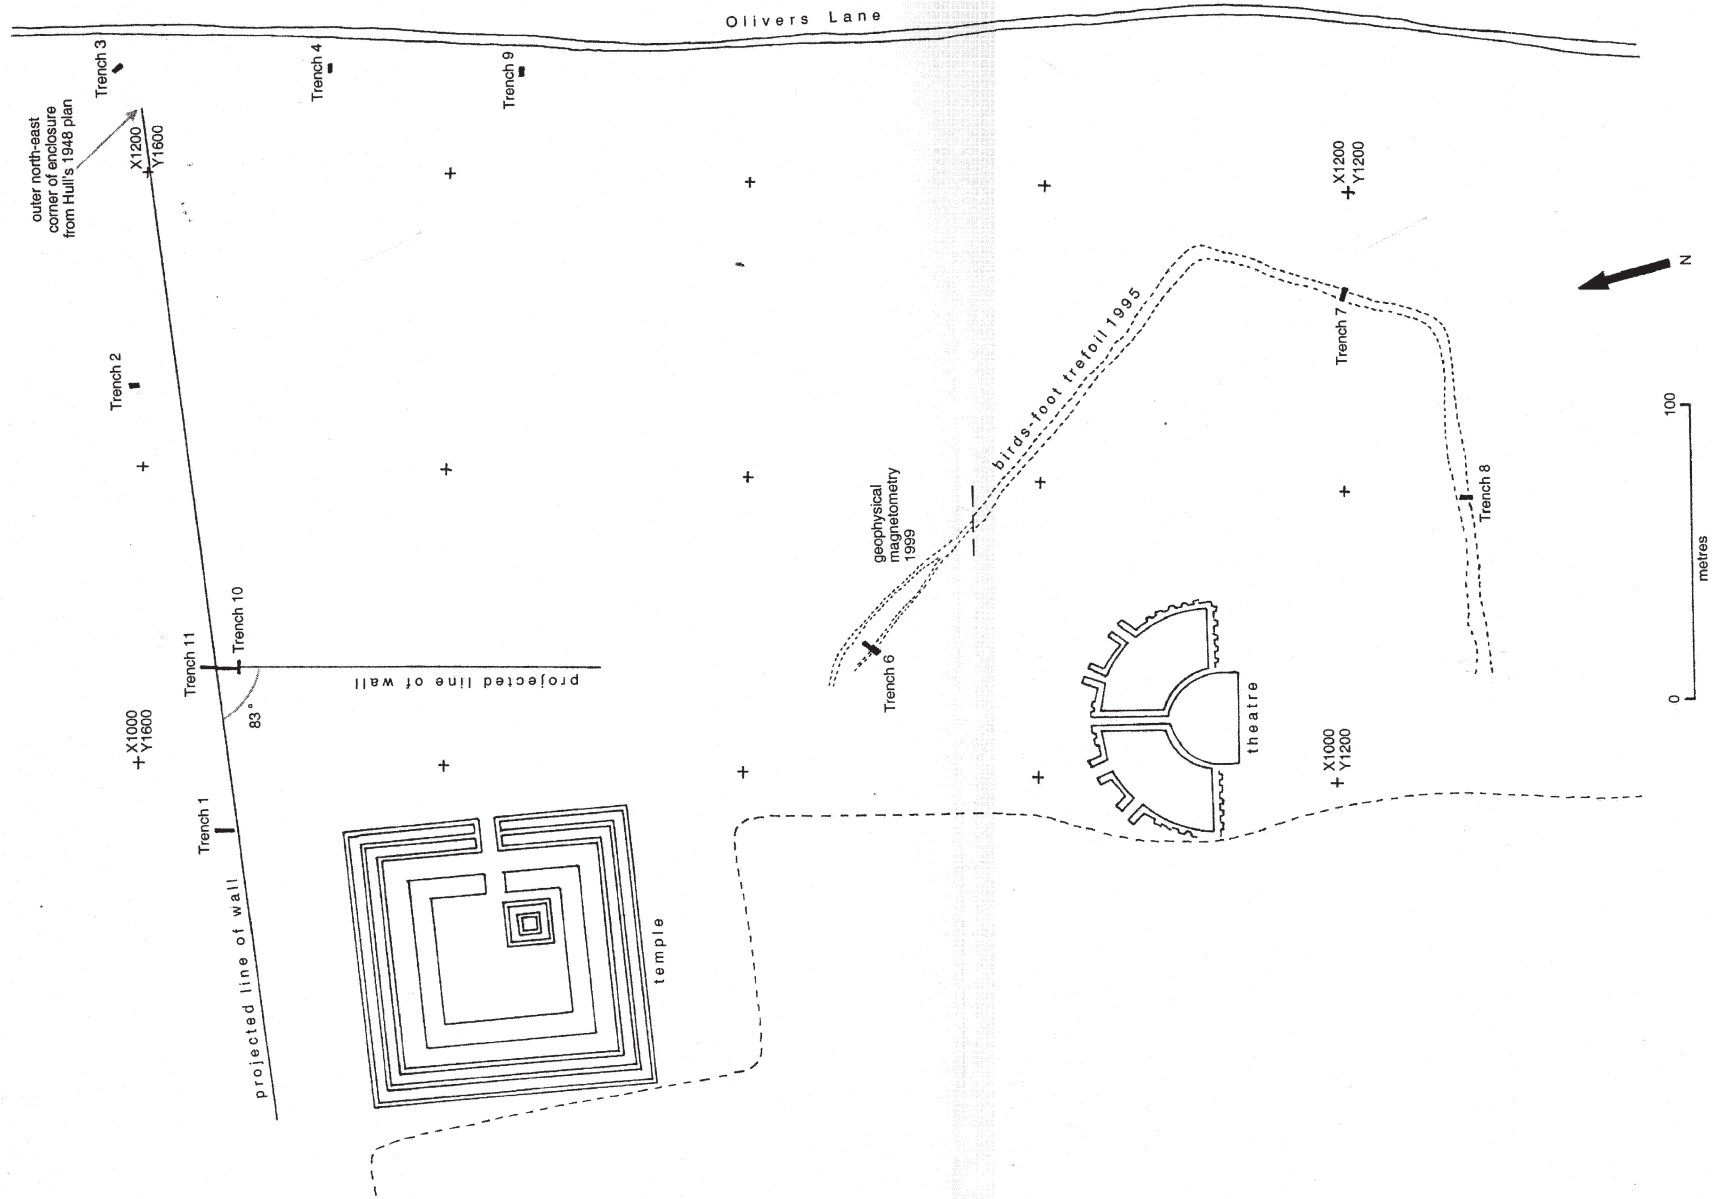 Olivers Lane
Trench 3
Trench 4
Trench 9
outer north-east
corner of enclosure
from Hull's 1948 plan
X1200
Y1600
X1200
Y1200
N
Trench 2
birds-foot trefoil 1995
Trench 7
geophysical
magnetometry
1999
Trench 8
100
metres
0
Trench 11
Trench 10
projected line of wall
83°
Trench 6
X1000
Y1600
theatre
X1000
Y1200
Trench 1
projected line of wall
temple